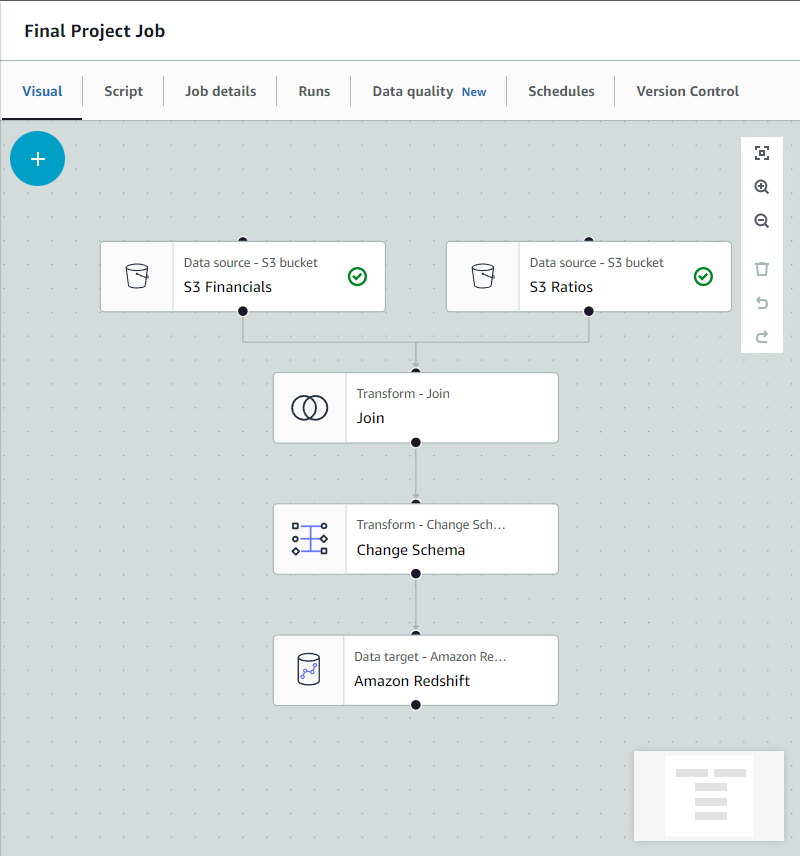 Final Project Job
Visual
Script
Job details
Runs
Data quality New
Schedules
Version Control
Data source - S3 bucket
S3 Financials
Data source - S3 bucket
S3 Ratios
Transform - Join
Join
Transform - Change Sch...
Change Schema
Data target - Amazon Re...
Amazon Redshift